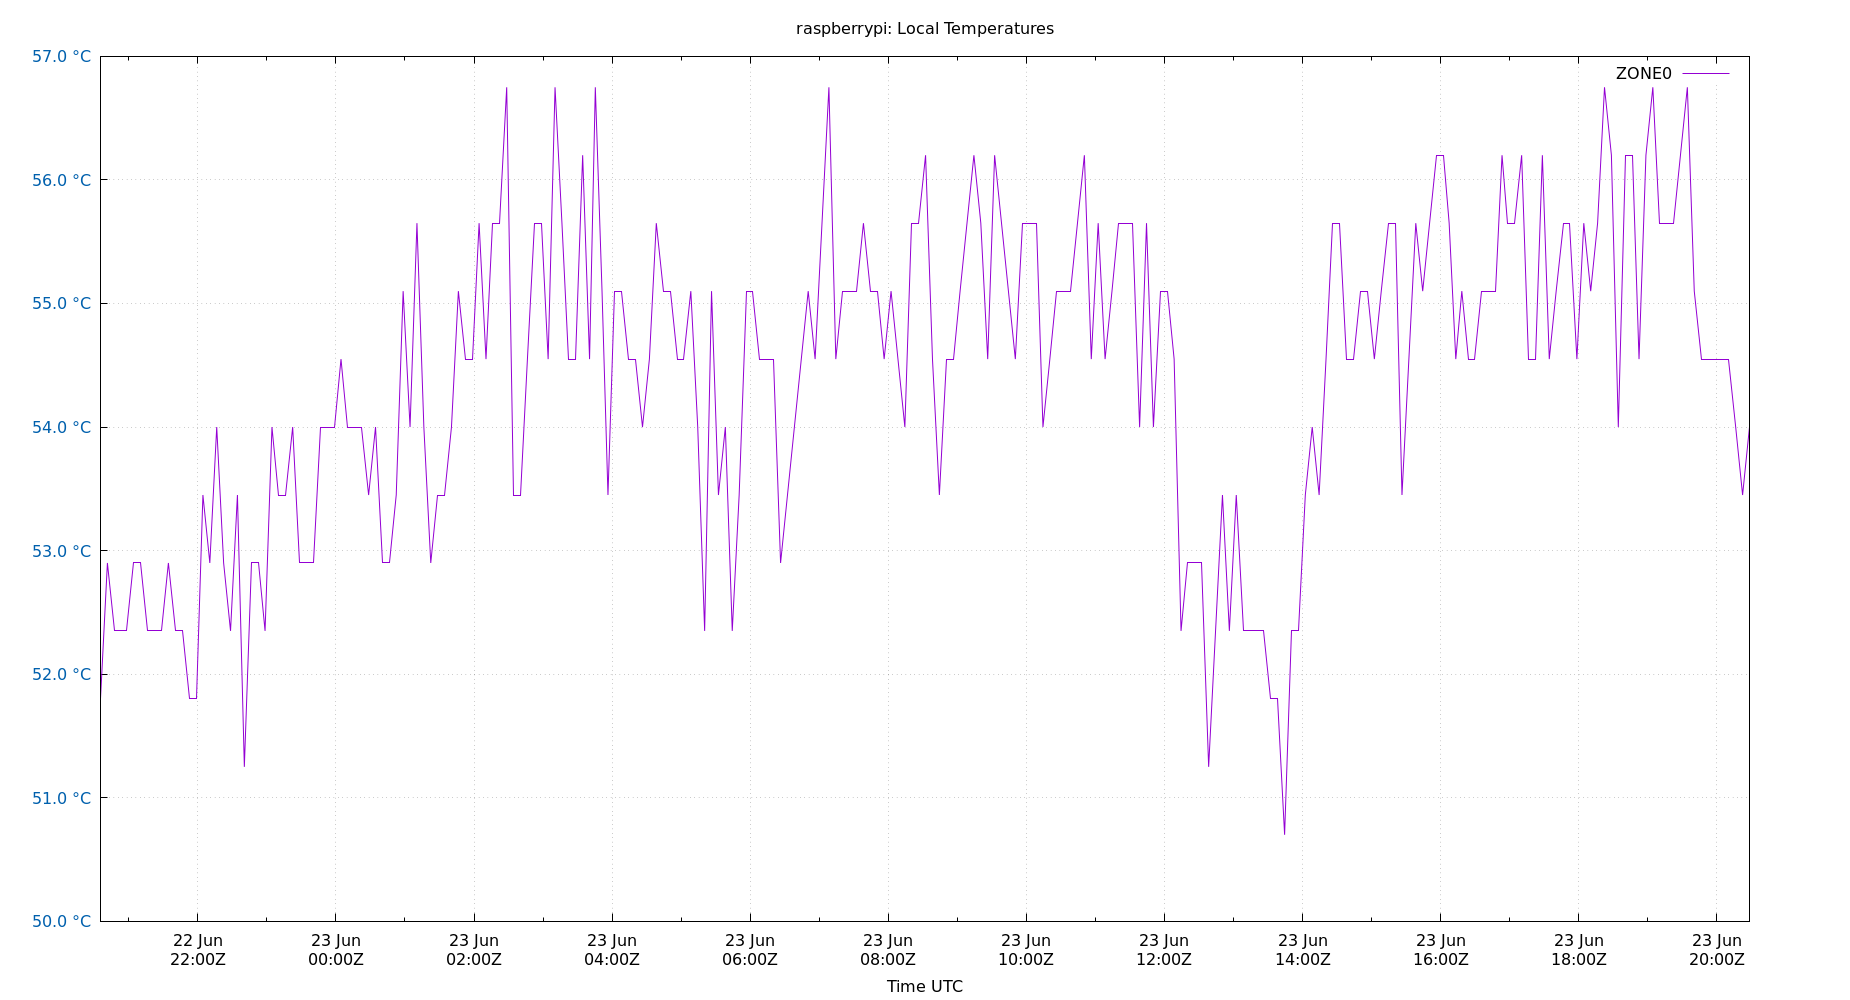 raspberrypi: Local Temperatures
57.0 °C
ZONE0
56.0 °C
55.0 °C
54.0 °C
53.0 °C
52.0 °C
51.0 °C
50.0 °C
22 Jun 23 Jun 23 Jun 23 Jun 23 Jun 23 Jun 23 Jun 23 Jun 23 Jun 23 Jun 23 Jun 23 Jun
22:00Z 00:00Z 02:00Z 04:00Z 06:00Z 08:00Z 10:00Z 12:00Z 14:00Z 16:00Z 18:00Z 20:00Z
Time UTC